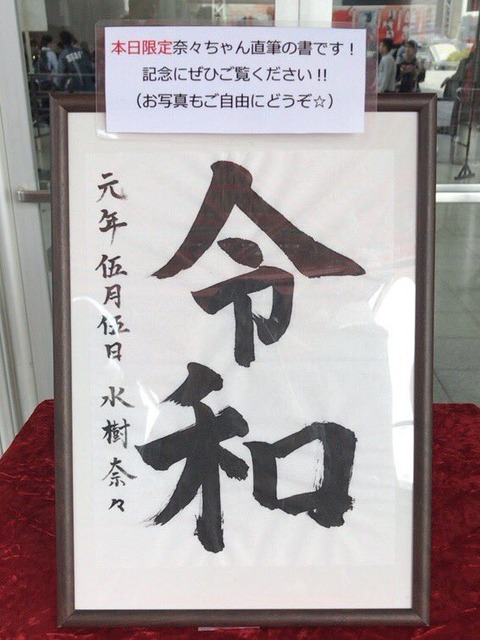 本日限定奈々ちゃん直筆の書です！
記念にぜひご覧ください!!
（お写真もご自由にどうぞ☆）
令和
元年 伍月伍日 水樹奈々